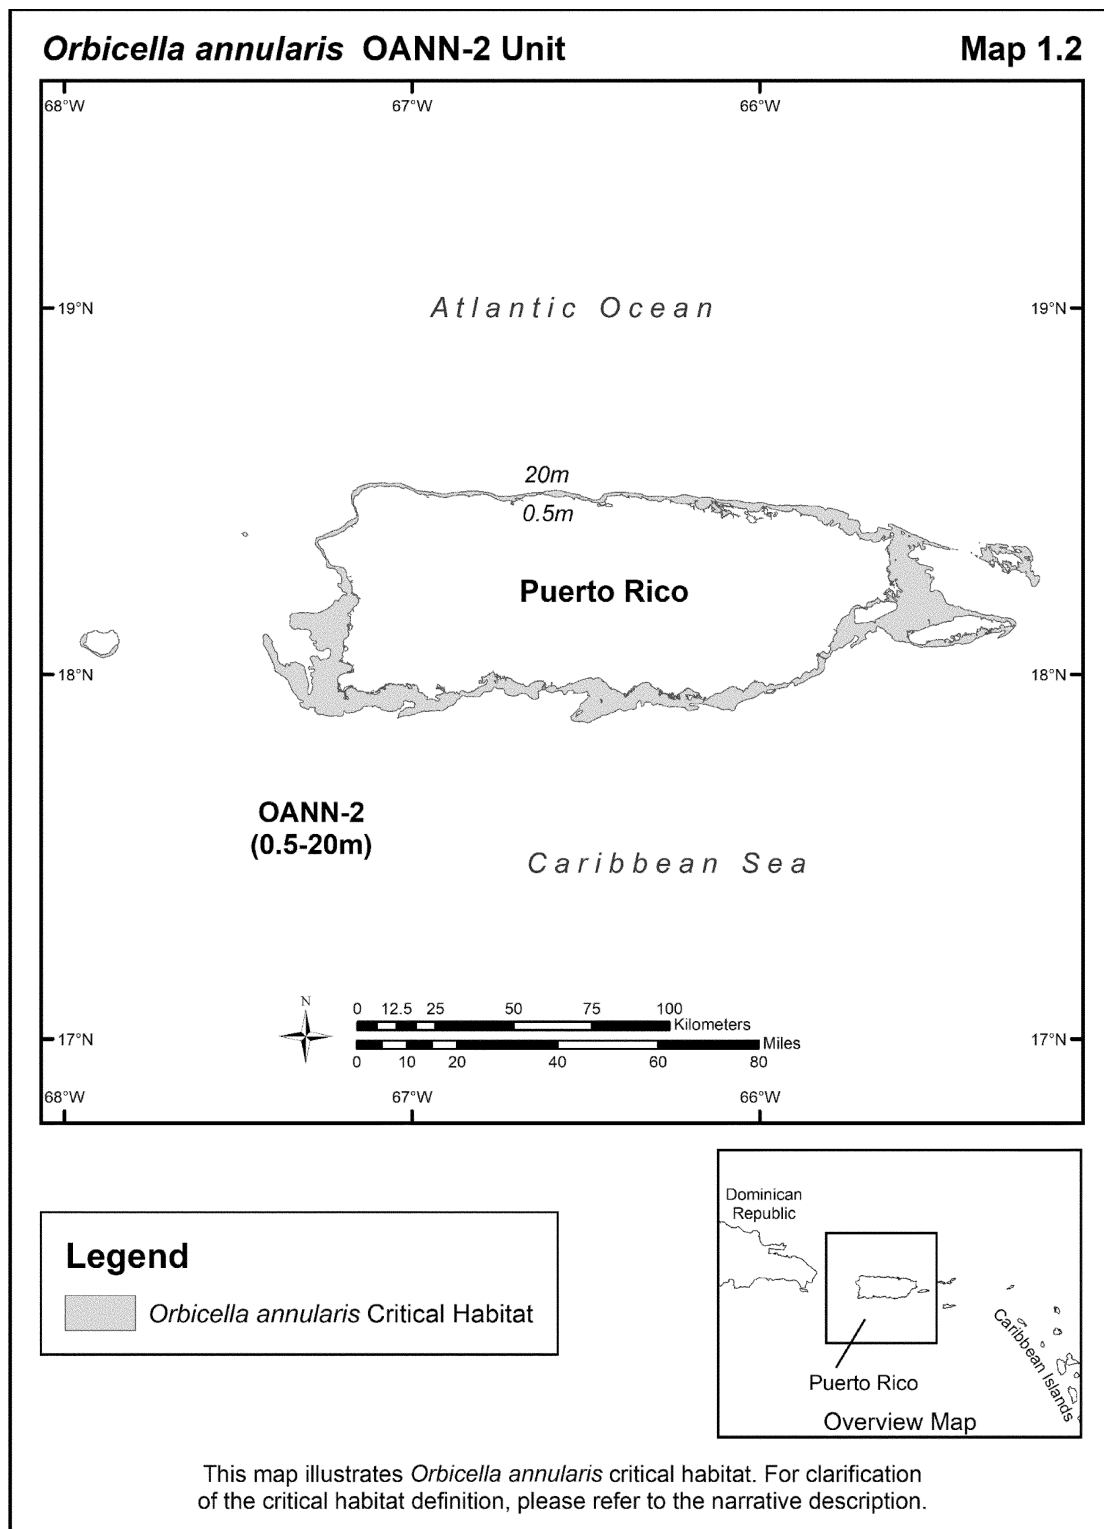 Orbicella annularis OANN-2 Unit
Map 1.2
68°W
67°W
66°W
19°N
Atlantic Ocean
19°N
20m
0.5m
Puerto Rico
18°N
18°N
OANN-2
(0.5-20m)
Caribbean Sea
N
0 12.5 25 50 75 100
Kilometers
Miles
0 10 20 40 60 80
17°N
17°N
68°W
67°W
66°W
Legend
Orbicella annularis Critical Habitat
Dominican
Republic
Caribbean Islands
Puerto Rico
Overview Map
This map illustrates Orbicella annularis critical habitat. For clarification
of the critical habitat definition, please refer to the narrative description.